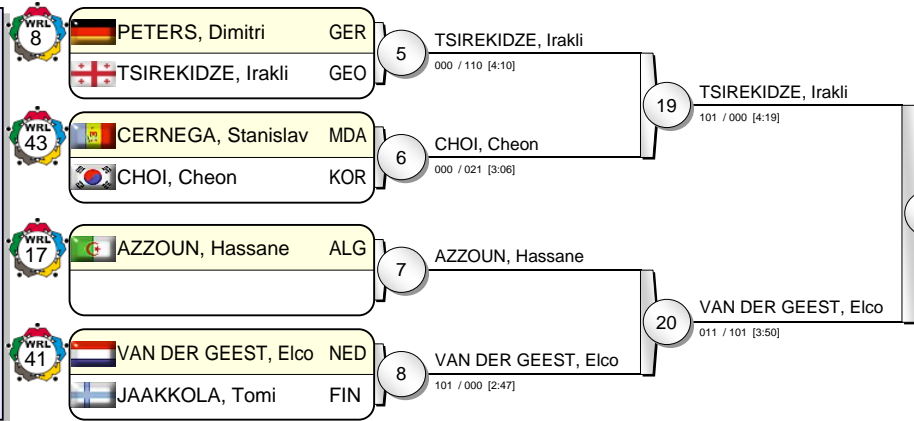 WRL
8
PETERS, Dimitri GER
TSIREKIDZE, Irakli GEO
5
TSIREKIDZE, Irakli
000 / 110 [4:10]
19
TSIREKIDZE, Irakli
101 / 000 [4:19]
WRL
43
CERNEGA, Stanislav MDA
CHOI, Cheon KOR
6
CHOI, Cheon
000 / 021 [3:06]
WRL
17
AZZOUN, Hassane ALG
7
AZZOUN, Hassane
20
VAN DER GEEST, Elco
011 / 101 [3:50]
WRL
41
VAN DER GEEST, Elco NED
JAAKKOLA, Tomi FIN
8
VAN DER GEEST, Elco
101 / 000 [2:47]